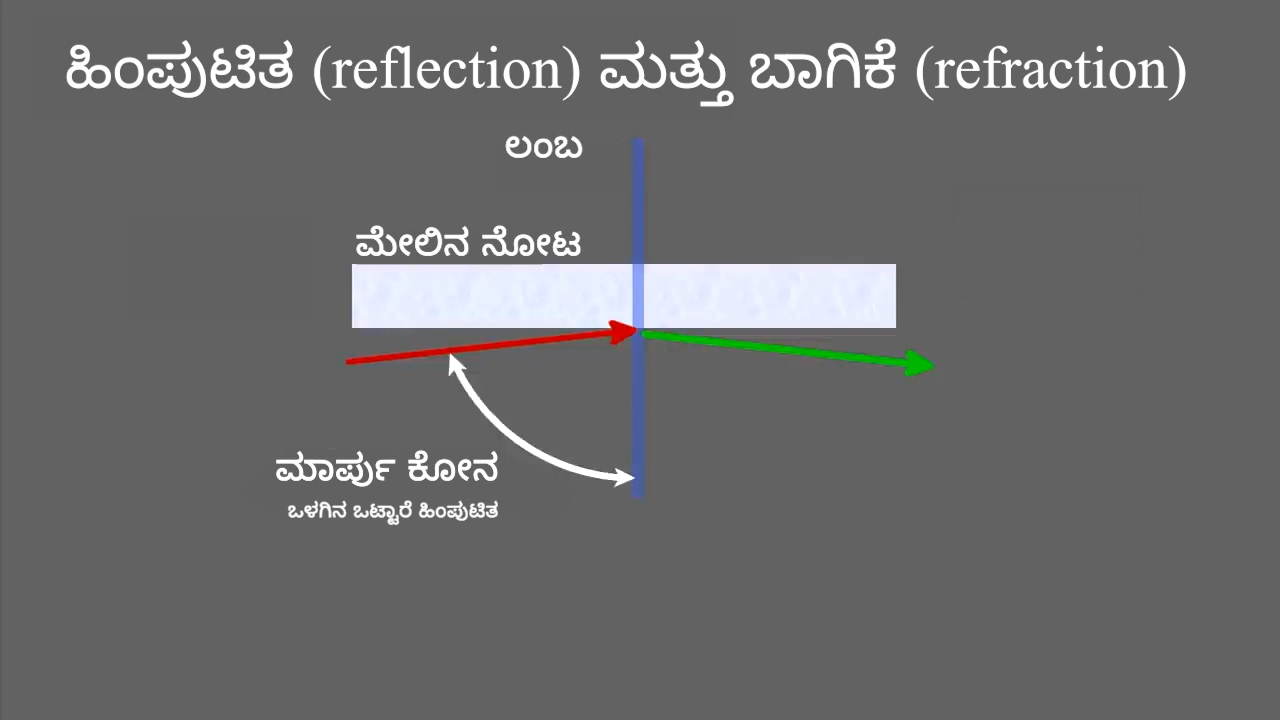 ಹಿಂಪುಟಿತ (reflection) ಮತ್ತು ಬಾಗಿಕೆ (refraction)
ಲಂಬ
ಮೇಲಿನ ನೋಟ
ಮಾರ್ಪು ಕೋನ
ಒಳಗಿನ ಒಟ್ಟಾರೆ ಹಿಂಪುಟಿತ